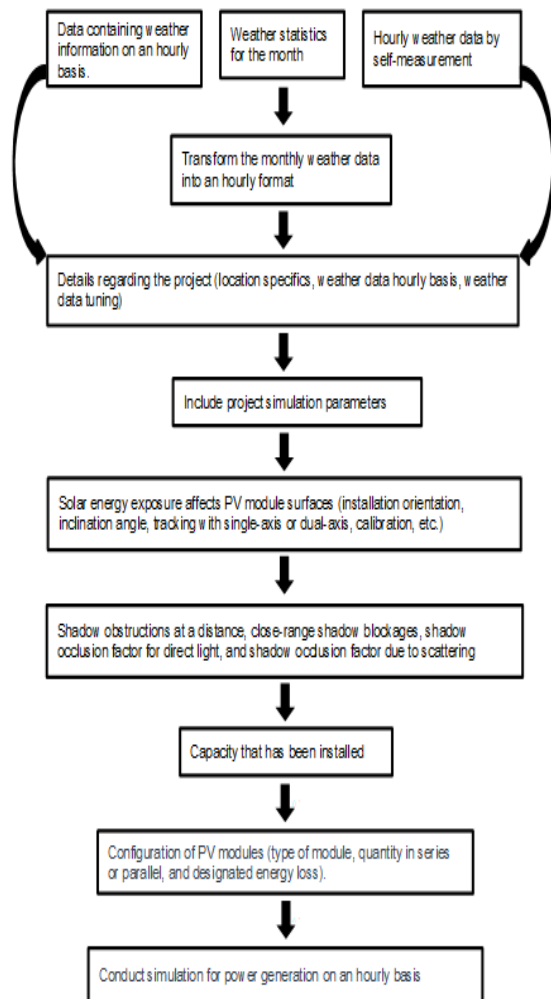 Data containing weather
information on an hourly
basis.
Weather statistics
for the month
Hourly weather data by
self-measurement
Transform the monthly weather data
into an hourly format
Details regarding the project (location specifics, weather data hourly basis, weather
data tuning)
Include project simulation parameters
Solar energy exposure affects PV module surfaces (installation orientation,
inclination angle, tracking with single-axis or dual-axis, calibration, etc.)
Shadow obstructions at a distance, close-range shadow blockages, shadow
occlusion factor for direct light, and shadow occlusion factor due to scattering
Capacity that has been installed
Configuration of PV modules (type of module, quantity in series
or parallel, and designated energy loss).
Conduct simulation for power generation on an hourly basis